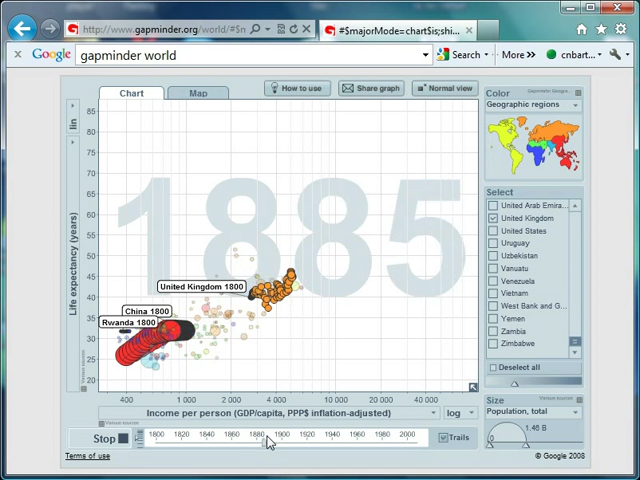 http://www.gapminder.org/world/#$n
#$majorMode=chart$is;shi...
Google
gapminder world
Search
More »
cnbart...
Chart
Map
How to use
Share graph
Normal view
Color
Geographic regions
lin
Life expectancy (years)
85
80
75
70
65
60
55
50
45
40
35
30
25
20
1885
United Kingdom 1800
China 1800
Rwanda 1800
400
1 000
2 000
4 000
10 000
20 000
40 000
Income per person (GDP/capita, PPP$ inflation-adjusted)
log
Select
United Arab Emira...
United Kingdom
United States
Uruguay
Uzbekistan
Vanuatu
Venezuela
Vietnam
West Bank and G...
Yemen
Zambia
Zimbabwe
Deselect all
Size
Various sources
Population, total
0
1.46 B
Stop
1800 1820 1840 1860 1880 1900 1920 1940 1960 1980 2000
Trails
Terms of use
© Google 2008